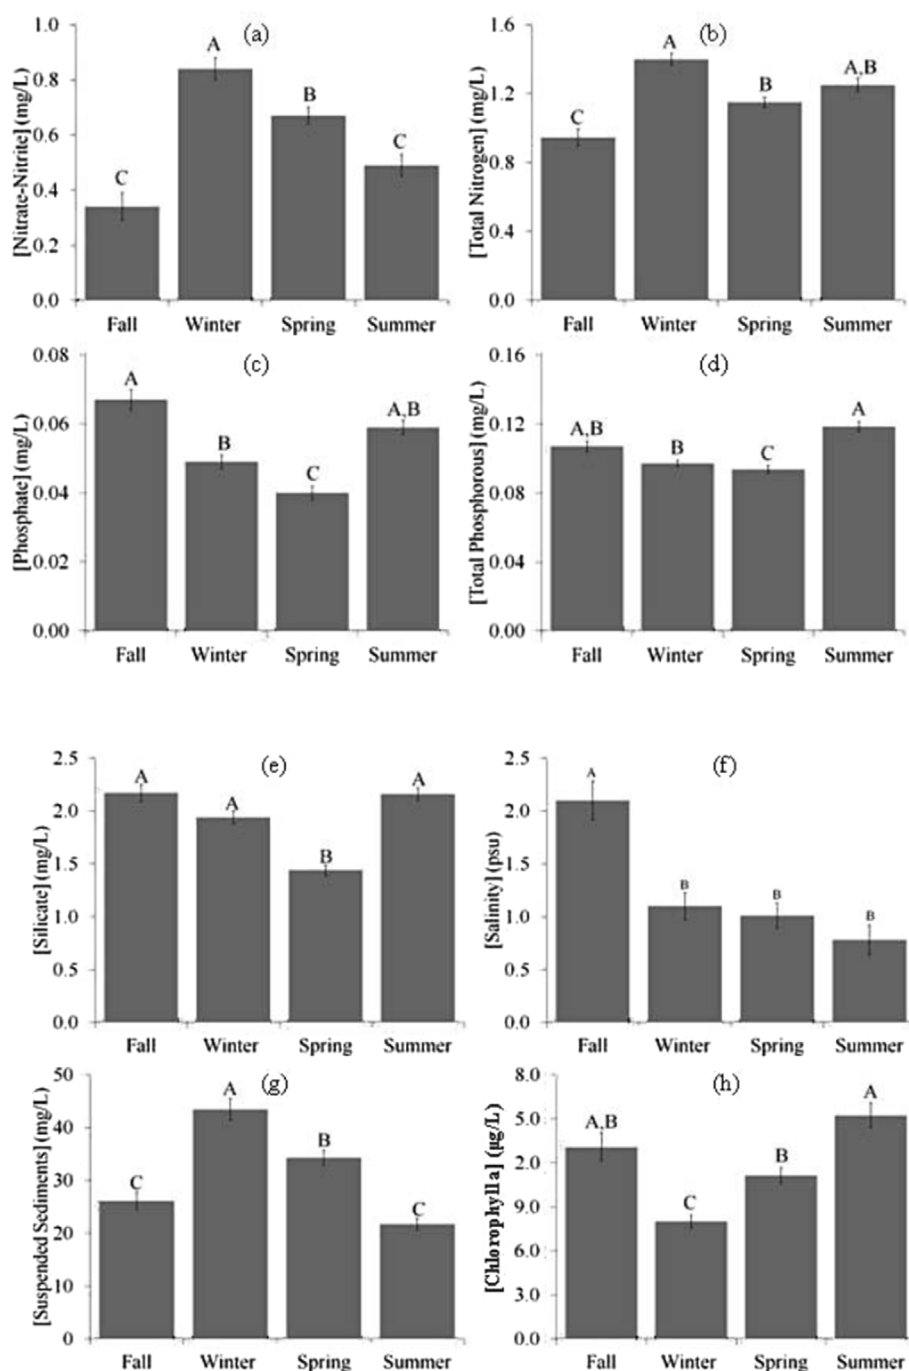 (a)
[Nitrate-Nitrite] (mg/L)
1.0
0.8
0.6
0.4
0.2
0.0
C
A
B
C
Fall Winter Spring Summer
(b)
[Total Nitrogen] (mg/L)
1.6
1.2
0.8
1.4
1.0
C
A
B
A,B
Fall Winter Spring Summer
(c)
[Phosphate] (mg/L)
0.08
0.06
0.04
0.02
0.00
A
B
C
A,B
Fall Winter Spring Summer
(d)
[Total Phosphorous] (mg/L)
0.16
0.12
0.08
0.04
0.00
A,B
B
C
A
Fall Winter Spring Summer
(e)
[Silicate] (mg/L)
2.5
2.0
1.5
1.0
0.5
0.0
A
A
B
A
Fall Winter Spring Summer
(f)
[Salinity] (psu)
2.5
2.0
1.5
1.0
0.5
0.0
A
B
B
B
Fall Winter Spring Summer
(g)
[Suspended Sediments] (mg/L)
50
40
30
20
10
0
C
A
B
C
Fall Winter Spring Summer
(h)
[Chlorophyll a] (µg/L)
8.0
5.0
2.0
9.0
6.0
3.0
0.0
A,B
C
B
A
Fall Winter Spring Summer